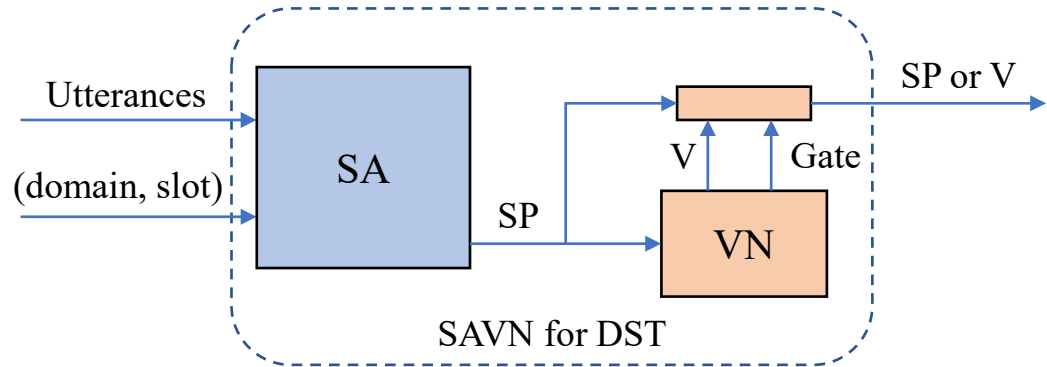 Utterances
(domain, slot)
SA
SP
V
Gate
VN
SP or V
SAVN for DST